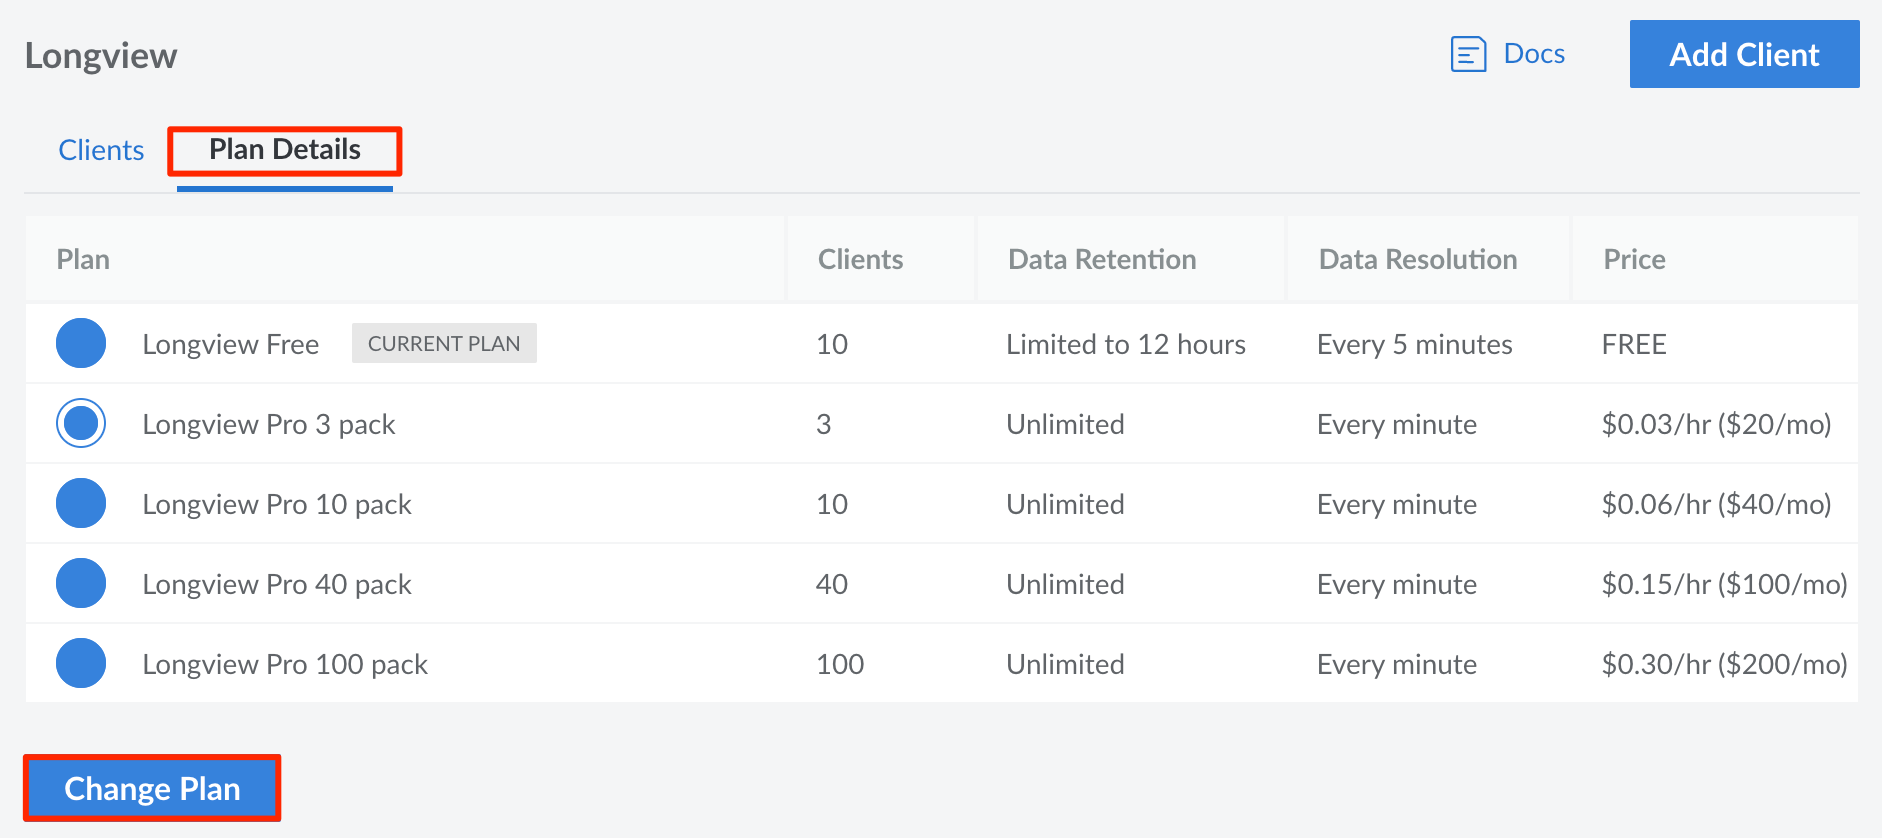 Longview
Docs
Add Client
Clients
Plan Details
Plan Clients Data Retention Data Resolution Price
Longview Free CURRENT PLAN 10 Limited to 12 hours Every 5 minutes FREE
Longview Pro 3 pack 3 Unlimited Every minute $0.03/hr ($20/mo)
Longview Pro 10 pack 10 Unlimited Every minute $0.06/hr ($40/mo)
Longview Pro 40 pack 40 Unlimited Every minute $0.15/hr ($100/mo)
Longview Pro 100 pack 100 Unlimited Every minute $0.30/hr ($200/mo)
Change Plan